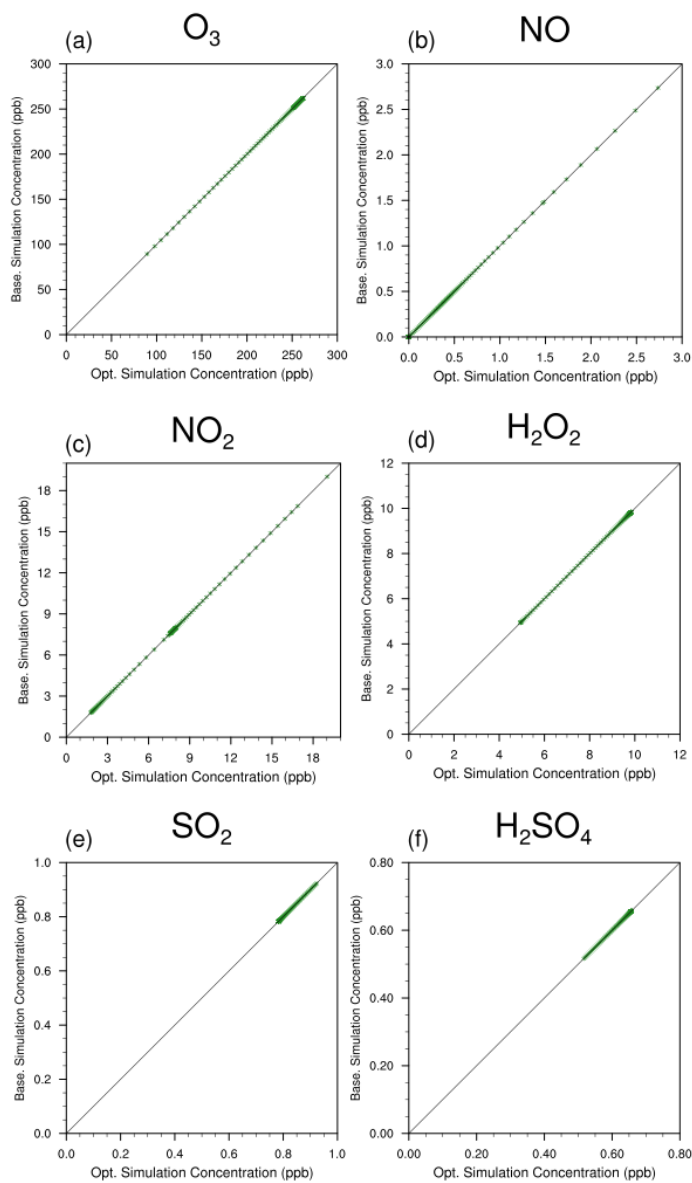 (a) O₃
300
250
200
150
100
50
0
Base. Simulation Concentration (ppb)
0 50 100 150 200 250 300
Opt. Simulation Concentration (ppb)
(b) NO
3.0
2.5
2.0
1.5
1.0
0.5
0.0
Base. Simulation Concentration (ppb)
0.0 0.5 1.0 1.5 2.0 2.5 3.0
Opt. Simulation Concentration (ppb)
(c) NO₂
18
15
12
9
6
3
0
Base. Simulation Concentration (ppb)
0 3 6 9 12 15 18
Opt. Simulation Concentration (ppb)
(d) H₂O₂
12
10
8
6
4
2
0
Base. Simulation Concentration (ppb)
0 2 4 6 8 10 12
Opt. Simulation Concentration (ppb)
(e) SO₂
1.0
0.8
0.6
0.4
0.2
0.0
Base. Simulation Concentration (ppb)
0.0 0.2 0.4 0.6 0.8 1.0
Opt. Simulation Concentration (ppb)
(f) H₂SO₄
0.80
0.60
0.40
0.20
0.00
Base. Simulation Concentration (ppb)
0.00 0.20 0.40 0.60 0.80
Opt. Simulation Concentration (ppb)